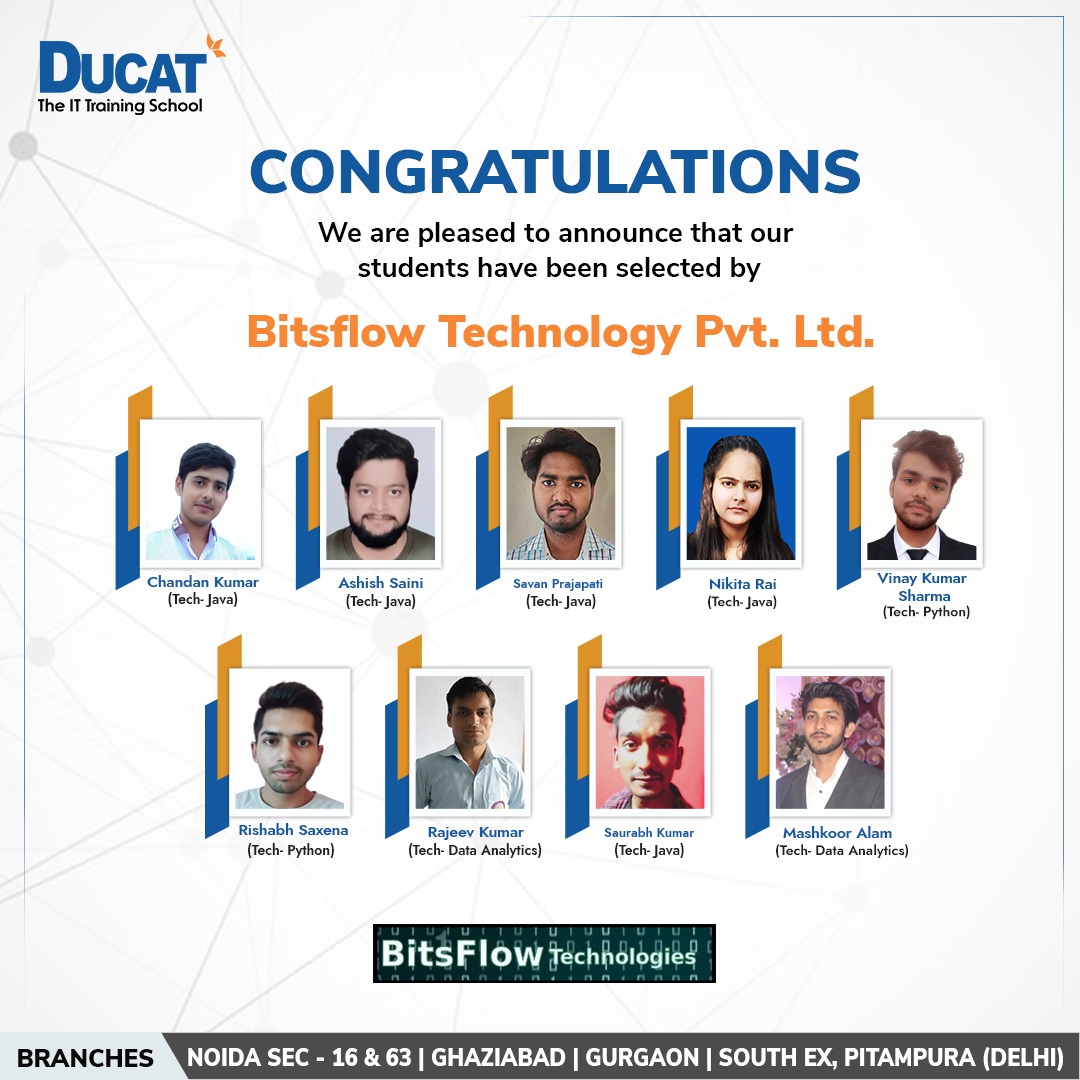 DUCAT
The IT Training School
CONGRATULATIONS
We are pleased to announce that our
students have been selected by
Bitsflow Technology Pvt. Ltd.
Chandan Kumar
(Tech- Java)
Ashish Saini
(Tech- Java)
Savan Prajapati
(Tech- Java)
Nikita Rai
(Tech- Java)
Vinay Kumar
Sharma
(Tech- Python)
Rishabh Saxena
(Tech- Python)
Rajeev Kumar
(Tech- Data Analytics)
Saurabh Kumar
(Tech- Java)
Mashkoor Alam
(Tech- Data Analytics)
BitsFlow Technologies
BRANCHES NOIDA SEC - 16 & 63 | GHAZIABAD | GURGAON | SOUTH EX, PITAMPURA (DELHI)